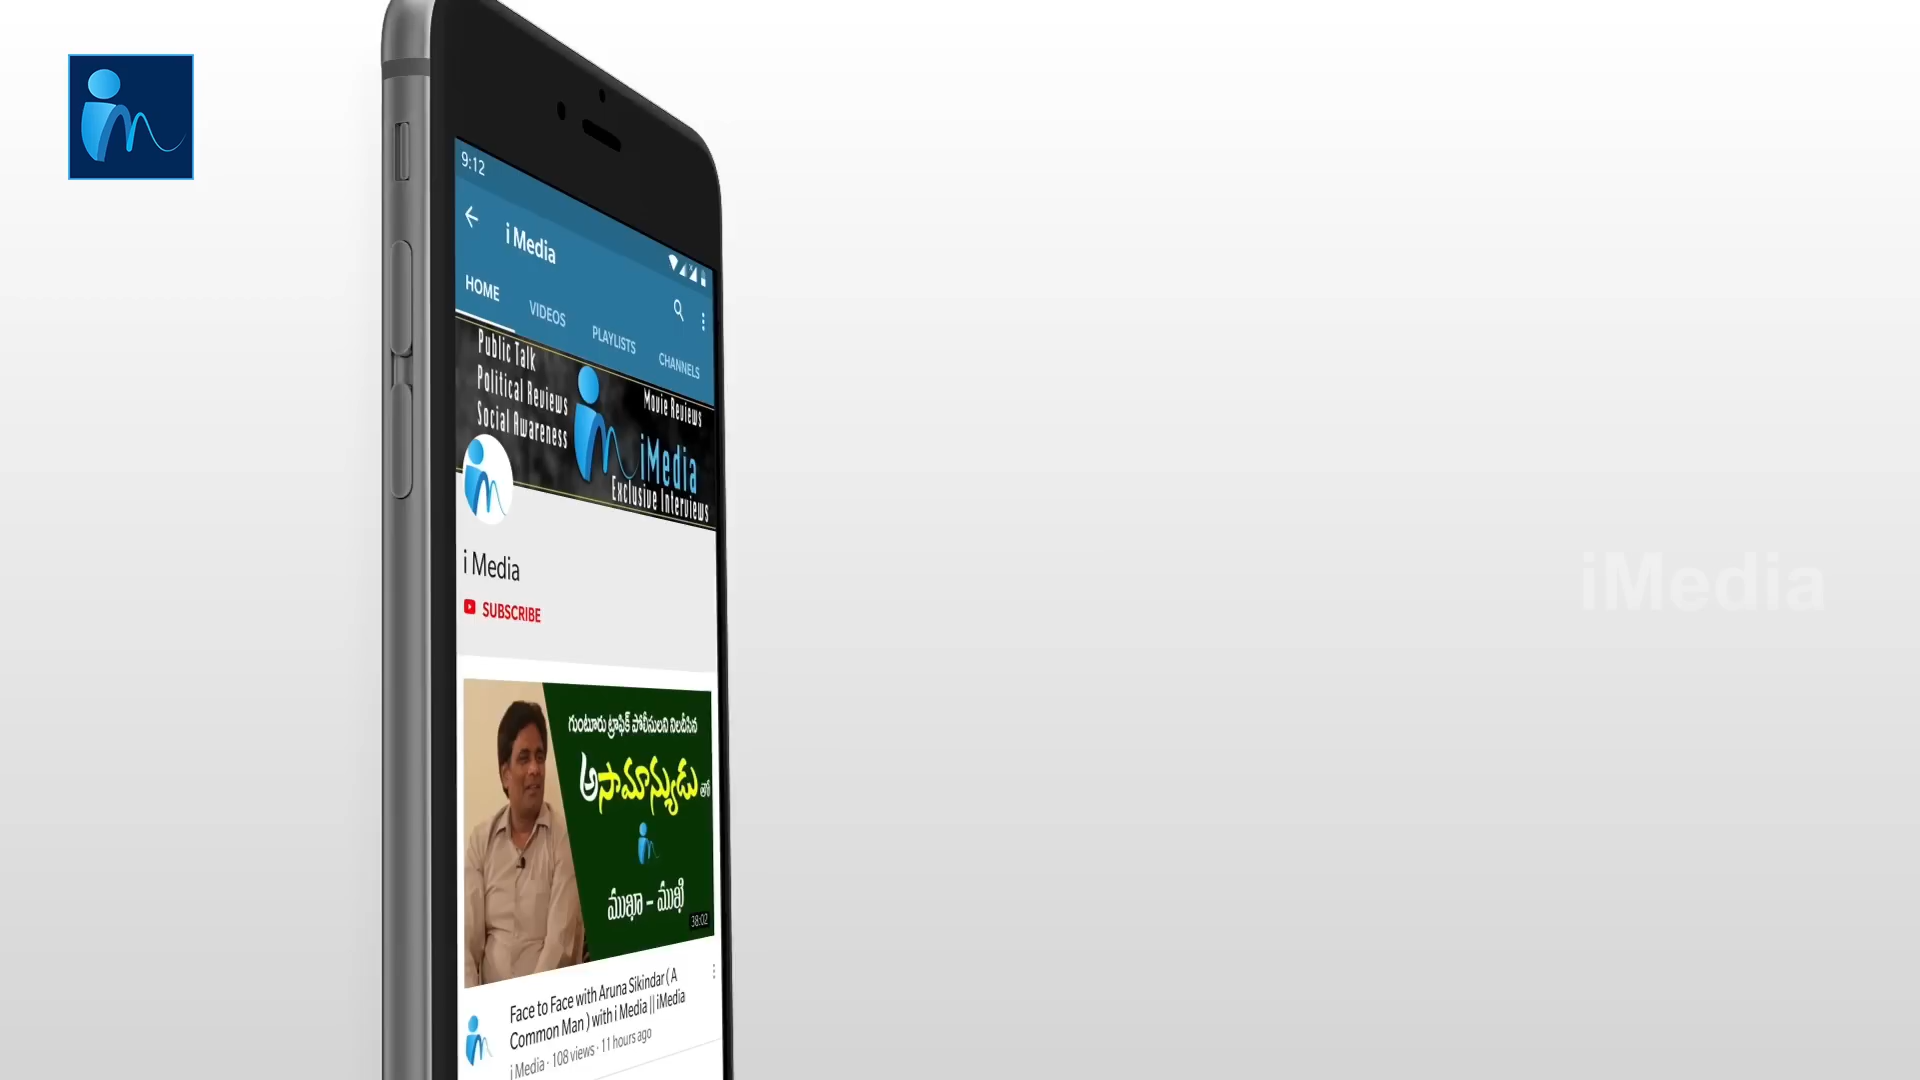 9:12
i Media
HOME
VIDEOS
PLAYLISTS
CHANNELS
Public Talk
Political Reviews
Social Awareness
Movie Reviews
iMedia
Exclusive Interviews
i Media
SUBSCRIBE
గుంటూరు ట్రాఫిక్ పోలీసులని నిలదీసిన
అసామాన్యుడు తో
ముఖా - ముఖి
38:02
Face to Face with Aruna Sikindar ( A
Common Man ) with i Media || iMedia
i Media · 108 views · 11 hours ago
iMedia